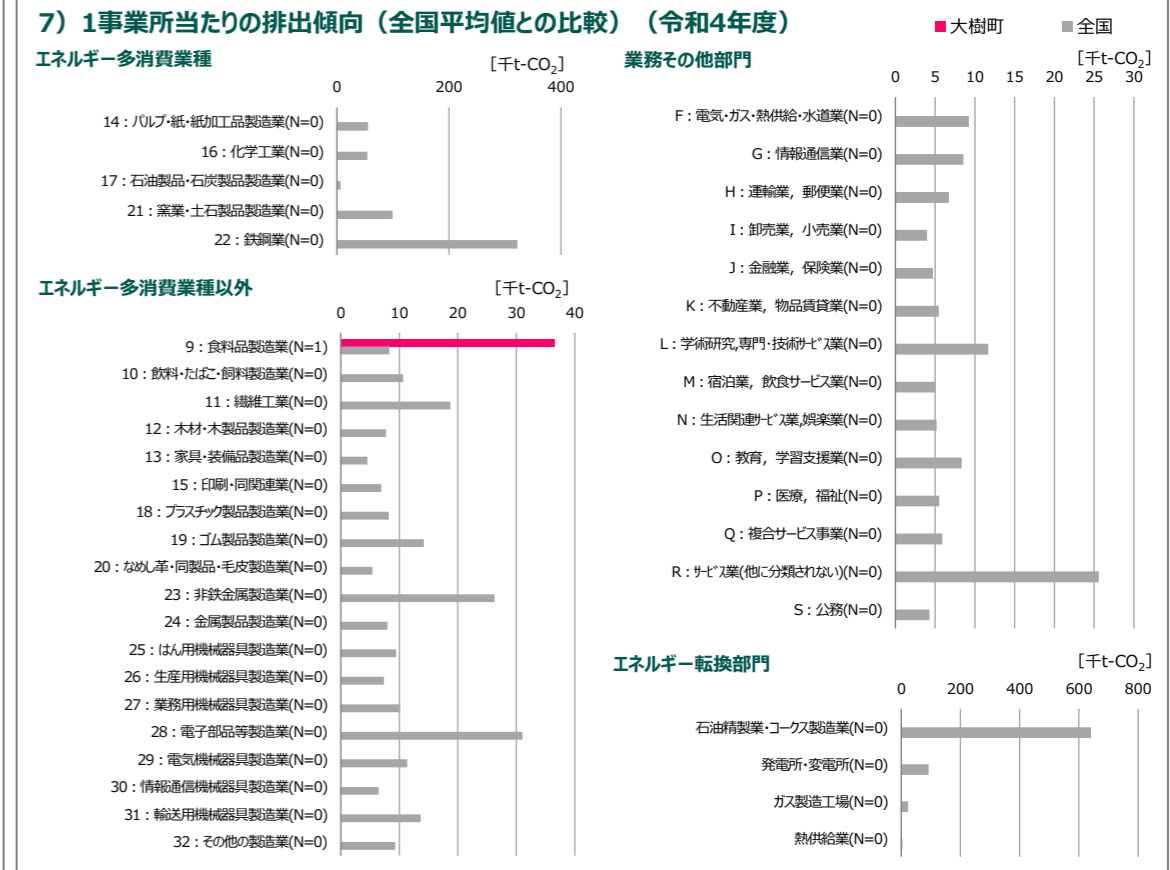 7）1事業所当たりの排出傾向（全国平均値との比較）（令和4年度）
■大樹町 ■全国
エネルギー多消費業種
[千t-CO2]
0 200 400
14：パルプ・紙・紙加工品製造業(N=0)
16：化学工業(N=0)
17：石油製品・石炭製品製造業(N=0)
21：窯業・土石製品製造業(N=0)
22：鉄鋼業(N=0)
エネルギー多消費業種以外
[千t-CO2]
0 10 20 30 40
9：食料品製造業(N=1)
10：飲料・たばこ・飼料製造業(N=0)
11：繊維工業(N=0)
12：木材・木製品製造業(N=0)
13：家具・装備品製造業(N=0)
15：印刷・同関連業(N=0)
18：プラスチック製品製造業(N=0)
19：ゴム製品製造業(N=0)
20：なめし革・同製品・毛皮製造業(N=0)
23：非鉄金属製造業(N=0)
24：金属製品製造業(N=0)
25：はん用機械器具製造業(N=0)
26：生産用機械器具製造業(N=0)
27：業務用機械器具製造業(N=0)
28：電子部品等製造業(N=0)
29：電気機械器具製造業(N=0)
30：情報通信機械器具製造業(N=0)
31：輸送用機械器具製造業(N=0)
32：その他の製造業(N=0)
業務その他部門
[千t-CO2]
0 5 10 15 20 25 30
F：電気・ガス・熱供給・水道業(N=0)
G：情報通信業(N=0)
H：運輸業，郵便業(N=0)
I：卸売業，小売業(N=0)
J：金融業，保険業(N=0)
K：不動産業，物品賃貸業(N=0)
L：学術研究,専門・技術ｻｰﾋﾞｽ業(N=0)
M：宿泊業，飲食サービス業(N=0)
N：生活関連ｻｰﾋﾞｽ業,娯楽業(N=0)
O：教育，学習支援業(N=0)
P：医療，福祉(N=0)
Q：複合サービス事業(N=0)
R：ｻｰﾋﾞｽ業(他に分類されない)(N=0)
S：公務(N=0)
エネルギー転換部門
[千t-CO2]
0 200 400 600 800
石油精製業・コークス製造業(N=0)
発電所・変電所(N=0)
ガス製造工場(N=0)
熱供給業(N=0)